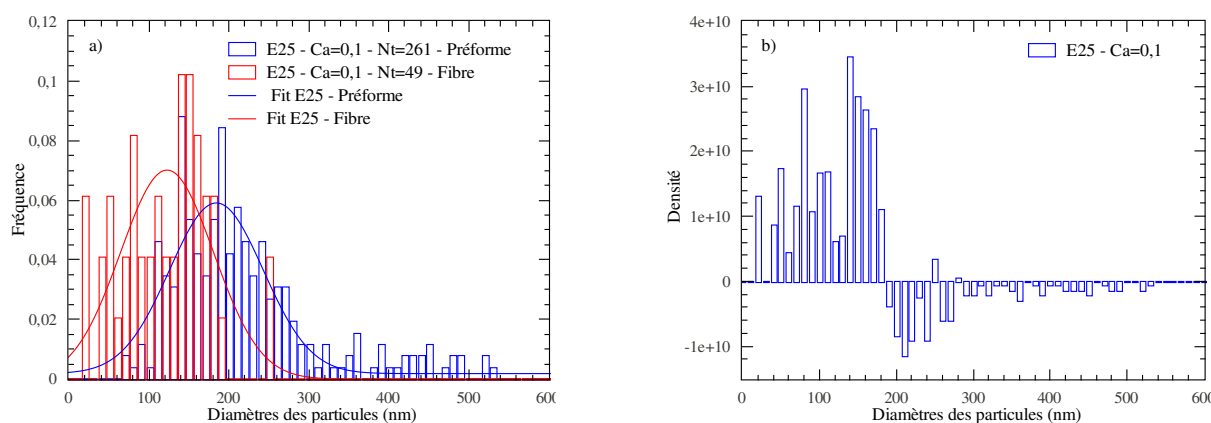 0,12
0,1
0,08
0,06
0,04
0,02
0
Fréquence
a)
E25 - Ca=0,1 - Nt=261 - Préforme
E25 - Ca=0,1 - Nt=49 - Fibre
Fit E25 - Préforme
Fit E25 - Fibre
0 100 200 300 400 500 600
Diamètres des particules (nm)
4e+10
3e+10
2e+10
1e+10
0
-1e+10
Densité
b)
E25 - Ca=0,1
0 100 200 300 400 500 600
Diamètres des particules (nm)